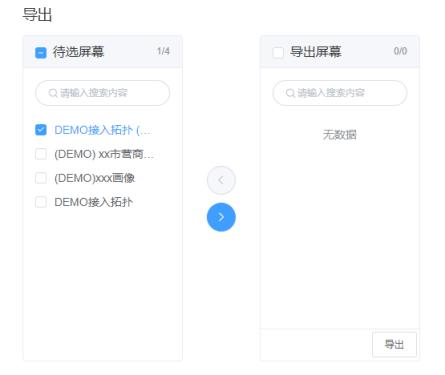 导出
待选屏幕 1/4
请输入搜索内容
DEMO接入拓扑 (...
(DEMO) xx市营商...
(DEMO)xxx画像
DEMO接入拓扑
导出屏幕 0/0
请输入搜索内容
无数据
导出